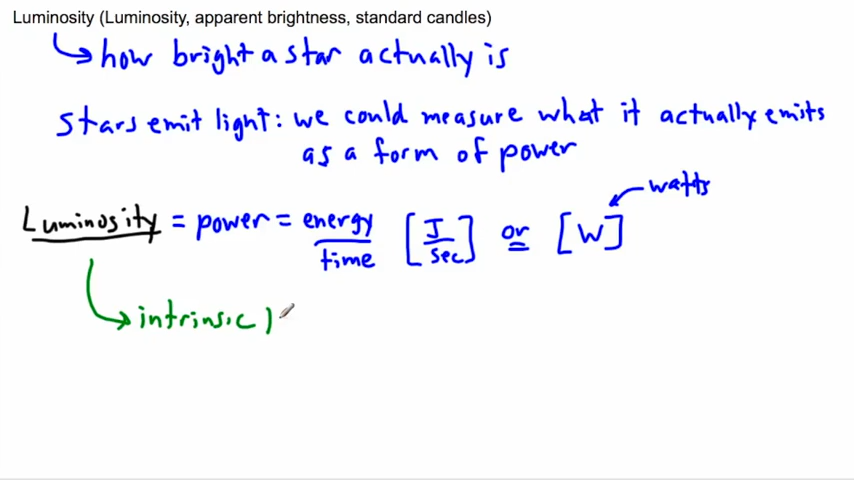 Luminosity (Luminosity, apparent brightness, standard candles)
how bright a star actually is
Stars emit light: we could measure what it actually emits
as a form of power
watts
Luminosity = power = energy/time [J/sec] or [W]
intrinsic